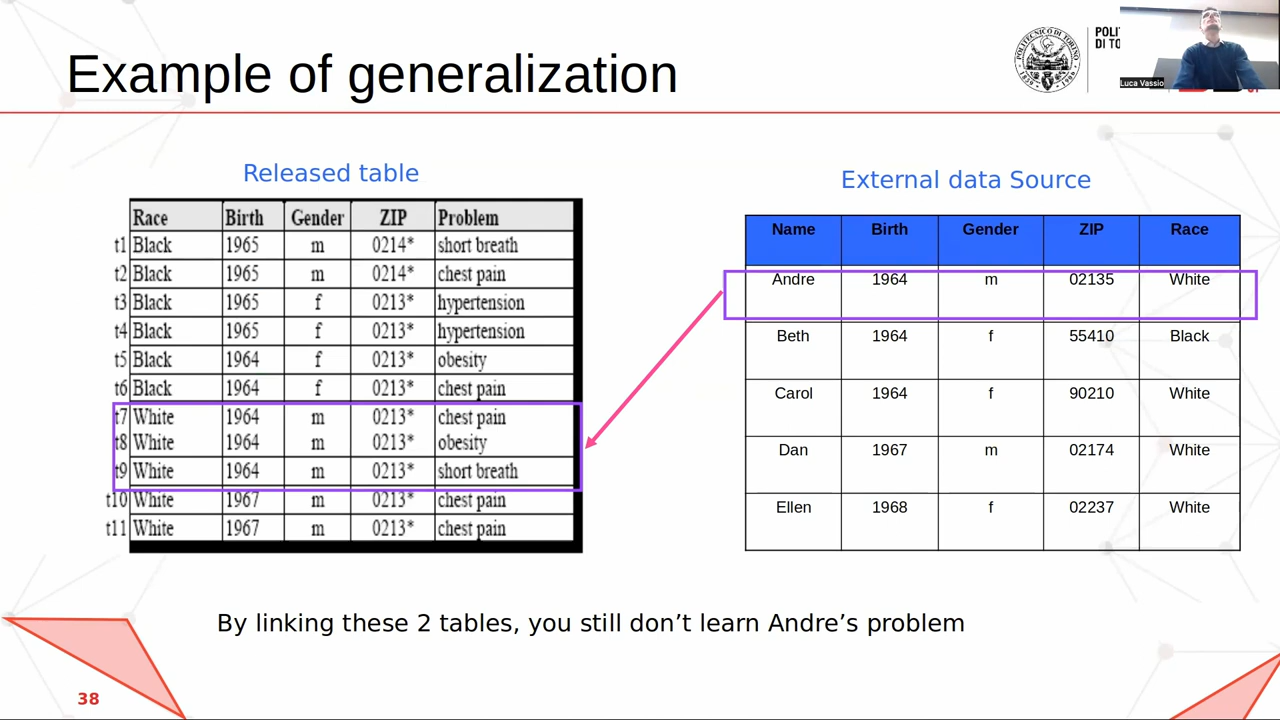 Example of generalization
POLI
DI TO
Luca Vassio
Released table
Race Birth Gender ZIP Problem
t1 Black 1965 m 0214* short breath
t2 Black 1965 m 0214* chest pain
t3 Black 1965 f 0213* hypertension
t4 Black 1965 f 0213* hypertension
t5 Black 1964 f 0213* obesity
t6 Black 1964 f 0213* chest pain
t7 White 1964 m 0213* chest pain
t8 White 1964 m 0213* obesity
t9 White 1964 m 0213* short breath
t10 White 1967 m 0213* chest pain
t11 White 1967 m 0213* chest pain
External data Source
Name Birth Gender ZIP Race
Andre 1964 m 02135 White
Beth 1964 f 55410 Black
Carol 1964 f 90210 White
Dan 1967 m 02174 White
Ellen 1968 f 02237 White
By linking these 2 tables, you still don’t learn Andre’s problem
38